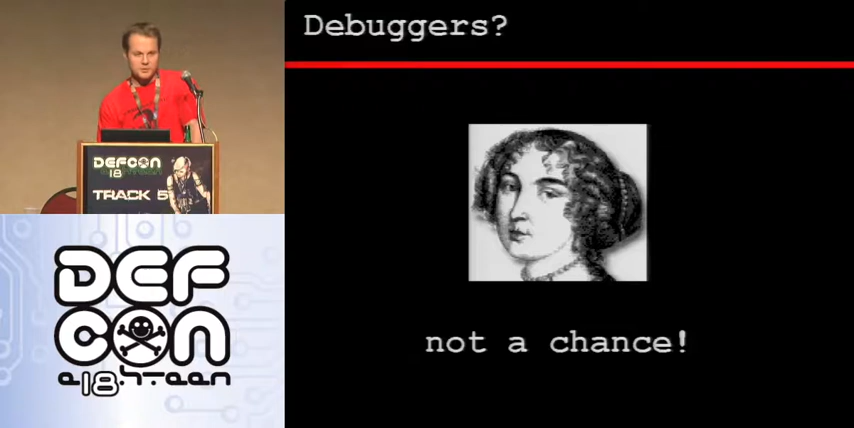 Debuggers?
DEFCON
18
TRACK 5
not a chance!
DEF
CON
e18hteen